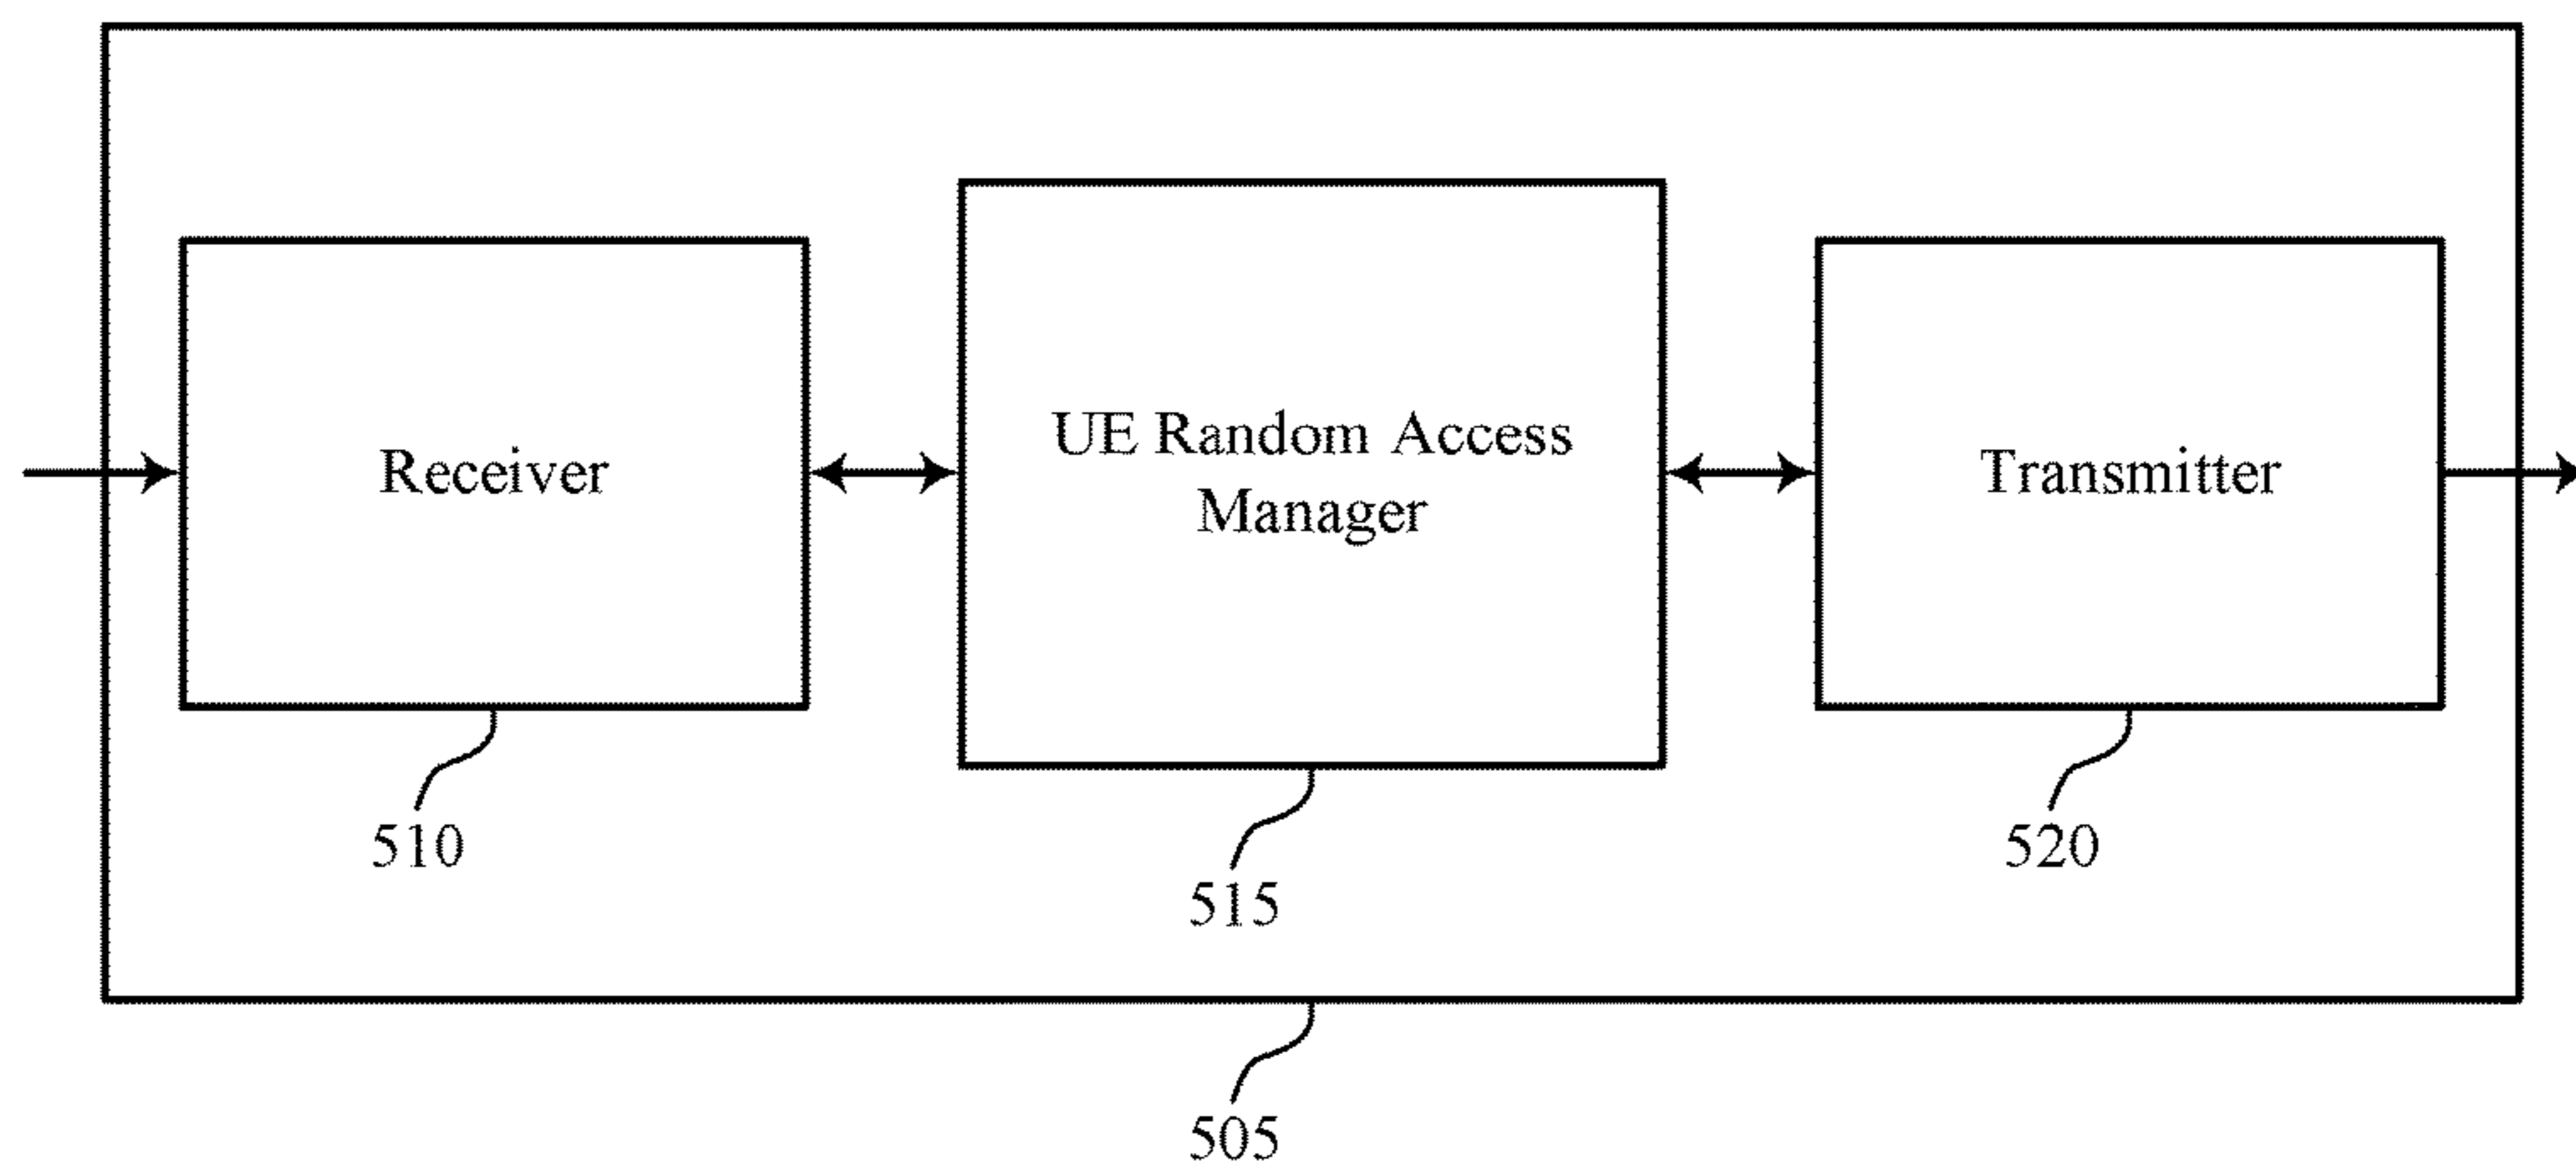 Receiver
UE Random Access
Manager
Transmitter
510
515
520
505